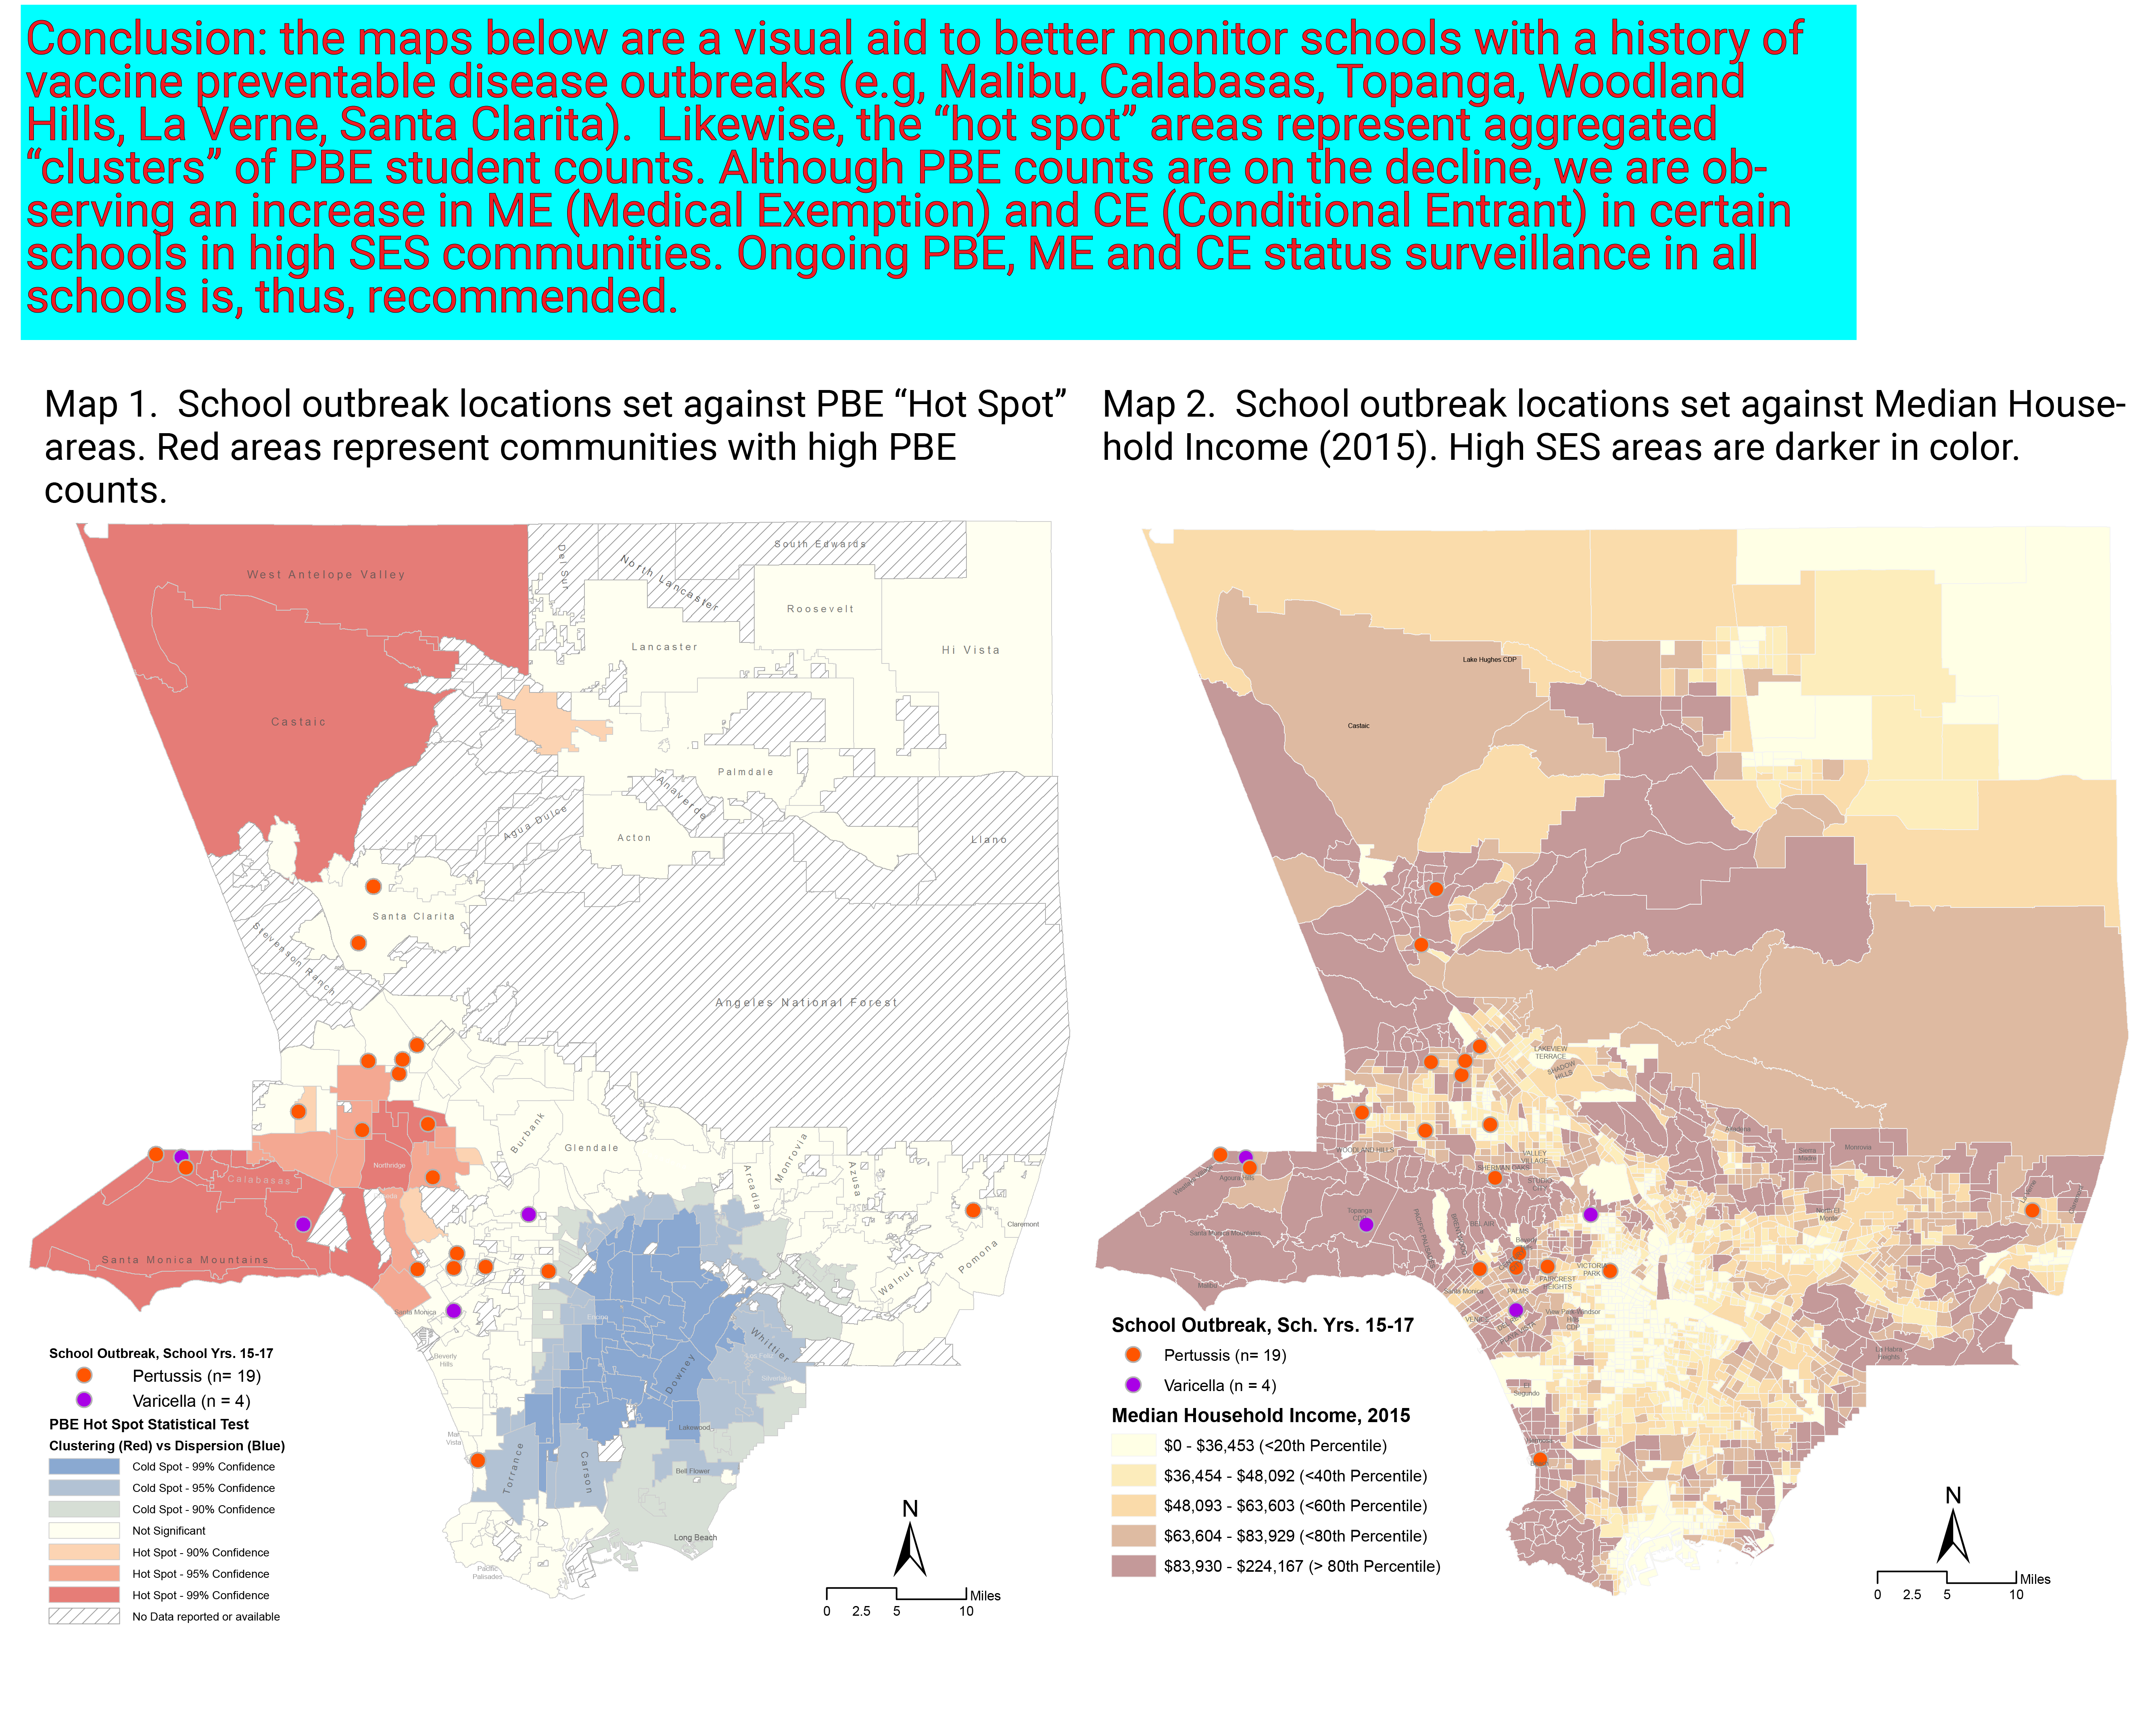 Conclusion: the maps below are a visual aid to better monitor schools with a history of
vaccine preventable disease outbreaks (e.g, Malibu, Calabasas, Topanga, Woodland
Hills, La Verne, Santa Clarita).  Likewise, the “hot spot” areas represent aggregated
“clusters” of PBE student counts. Although PBE counts are on the decline, we are ob-
serving an increase in ME (Medical Exemption) and CE (Conditional Entrant) in certain
schools in high SES communities. Ongoing PBE, ME and CE status surveillance in all
schools is, thus, recommended.
Map 1.  School outbreak locations set against PBE “Hot Spot”
areas. Red areas represent communities with high PBE
counts.
West Antelope Valley
Del Sur
North Lancaster
South Edwards
Roosevelt
Lancaster
Hi Vista
Castaic
Palmdale
Anaverde
Agua Dulce
Acton
Llano
Santa Clarita
Stevenson Ranch
Angeles National Forest
Burbank
Glendale
Monrovia
Arcadia
Azusa
Northridge
Calabasas
Claremont
Pomona
Walnut
Santa Monica Mountains
Santa Monica
Beverly
Hills
Whittier
Downey
Mar
Vista
Lakewood
Torrance
Carson
Bell Flower
Long Beach
Pacific
Palisades
School Outbreak, School Yrs. 15-17
Pertussis (n= 19)
Varicella (n = 4)
PBE Hot Spot Statistical Test
Clustering (Red) vs Dispersion (Blue)
Cold Spot - 99% Confidence
Cold Spot - 95% Confidence
Cold Spot - 90% Confidence
Not Significant
Hot Spot - 90% Confidence
Hot Spot - 95% Confidence
Hot Spot - 99% Confidence
No Data reported or available
N
0 2.5 5 10 Miles
Map 2.  School outbreak locations set against Median House-
hold Income (2015). High SES areas are darker in color.
Lake Hughes CDP
Castaic
LAKEVIEW
TERRACE
SHADOW
HILLS
Altadena
Sierra
Madre
Monrovia
WOODLAND HILLS
VALLEY
VILLAGE
SHERMAN OAKS
Agoura Hills
Topanga
CDP
Santa Monica Mountains
PACIFIC PALISADES
BRENTWOOD
BEL AIR
Malibu
North El
Monte
Claremont
VICTORIA
PARK
FAIRCREST
HEIGHTS
Santa Monica
PALMS
VENICE
View Park-Windsor
Hills
CDP
La Habra
Heights
El
Segundo
School Outbreak, Sch. Yrs. 15-17
Pertussis (n= 19)
Varicella (n = 4)
Median Household Income, 2015
$0 - $36,453 (<20th Percentile)
$36,454 - $48,092 (<40th Percentile)
$48,093 - $63,603 (<60th Percentile)
$63,604 - $83,929 (<80th Percentile)
$83,930 - $224,167 (> 80th Percentile)
N
0 2.5 5 10 Miles